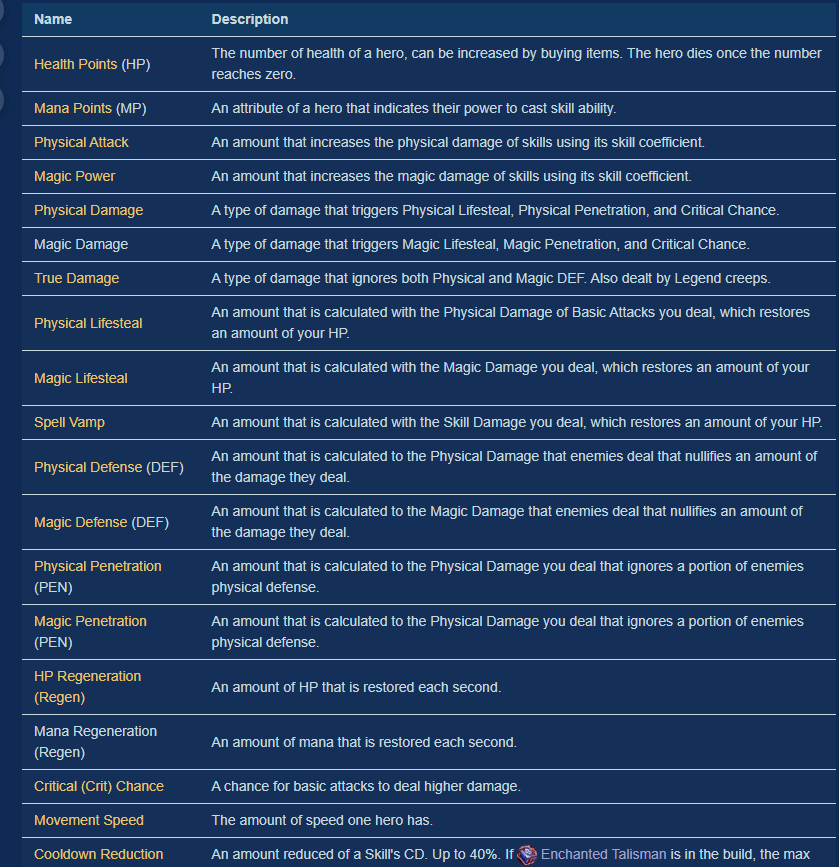 Name Description
Health Points (HP) The number of health of a hero, can be increased by buying items. The hero dies once the number
reaches zero.
Mana Points (MP) An attribute of a hero that indicates their power to cast skill ability.
Physical Attack An amount that increases the physical damage of skills using its skill coefficient.
Magic Power An amount that increases the magic damage of skills using its skill coefficient.
Physical Damage A type of damage that triggers Physical Lifesteal, Physical Penetration, and Critical Chance.
Magic Damage A type of damage that triggers Magic Lifesteal, Magic Penetration, and Critical Chance.
True Damage A type of damage that ignores both Physical and Magic DEF. Also dealt by Legend creeps.
Physical Lifesteal An amount that is calculated with the Physical Damage of Basic Attacks you deal, which restores
an amount of your HP.
Magic Lifesteal An amount that is calculated with the Magic Damage you deal, which restores an amount of your
HP.
Spell Vamp An amount that is calculated with the Skill Damage you deal, which restores an amount of your HP.
Physical Defense (DEF) An amount that is calculated to the Physical Damage that enemies deal that nullifies an amount of
the damage they deal.
Magic Defense (DEF) An amount that is calculated to the Magic Damage that enemies deal that nullifies an amount of
the damage they deal.
Physical Penetration
(PEN)
An amount that is calculated to the Physical Damage you deal that ignores a portion of enemies
physical defense.
Magic Penetration
(PEN)
An amount that is calculated to the Physical Damage you deal that ignores a portion of enemies
physical defense.
HP Regeneration
(Regen)
An amount of HP that is restored each second.
Mana Regeneration
(Regen)
An amount of mana that is restored each second.
Critical (Crit) Chance A chance for basic attacks to deal higher damage.
Movement Speed The amount of speed one hero has.
Cooldown Reduction An amount reduced of a Skill's CD. Up to 40%. If Enchanted Talisman is in the build, the max